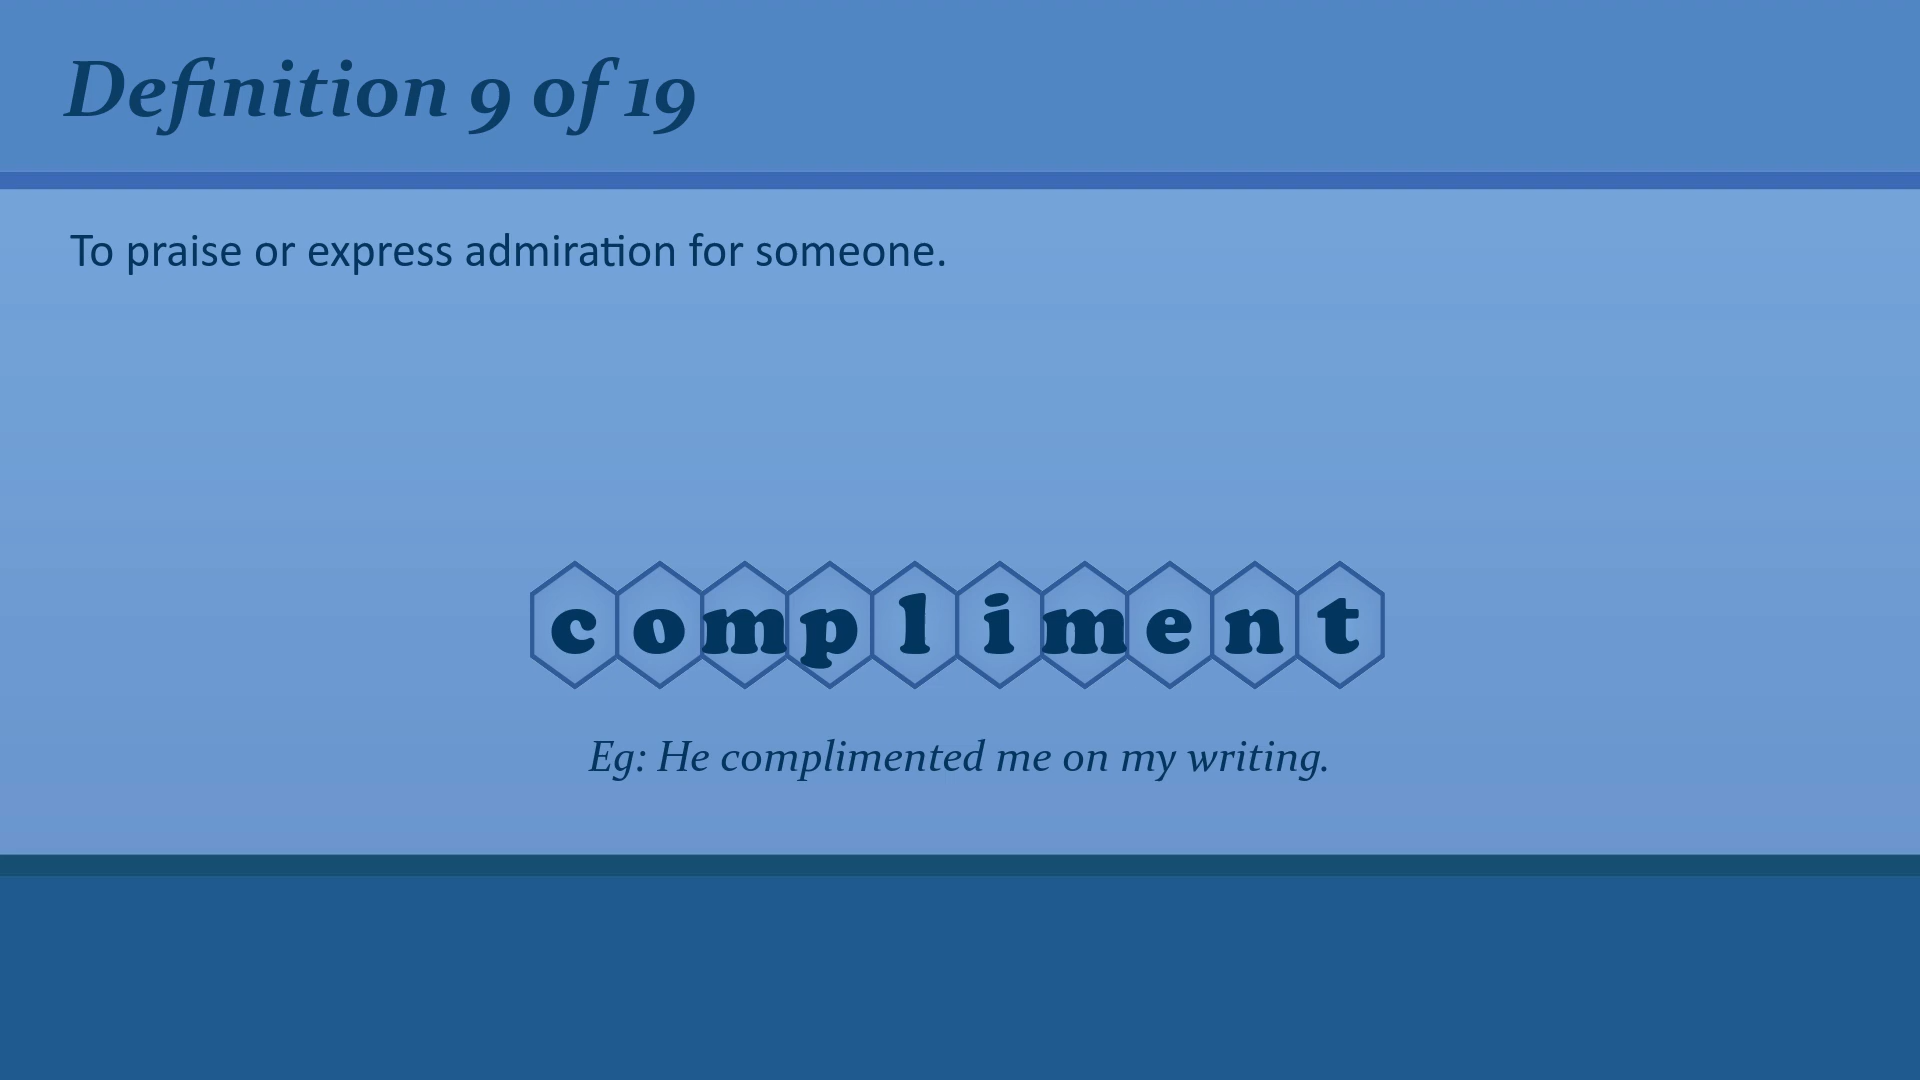 Definition 9 of 19
To praise or express admiration for someone.
compliment
Eg: He complimented me on my writing.